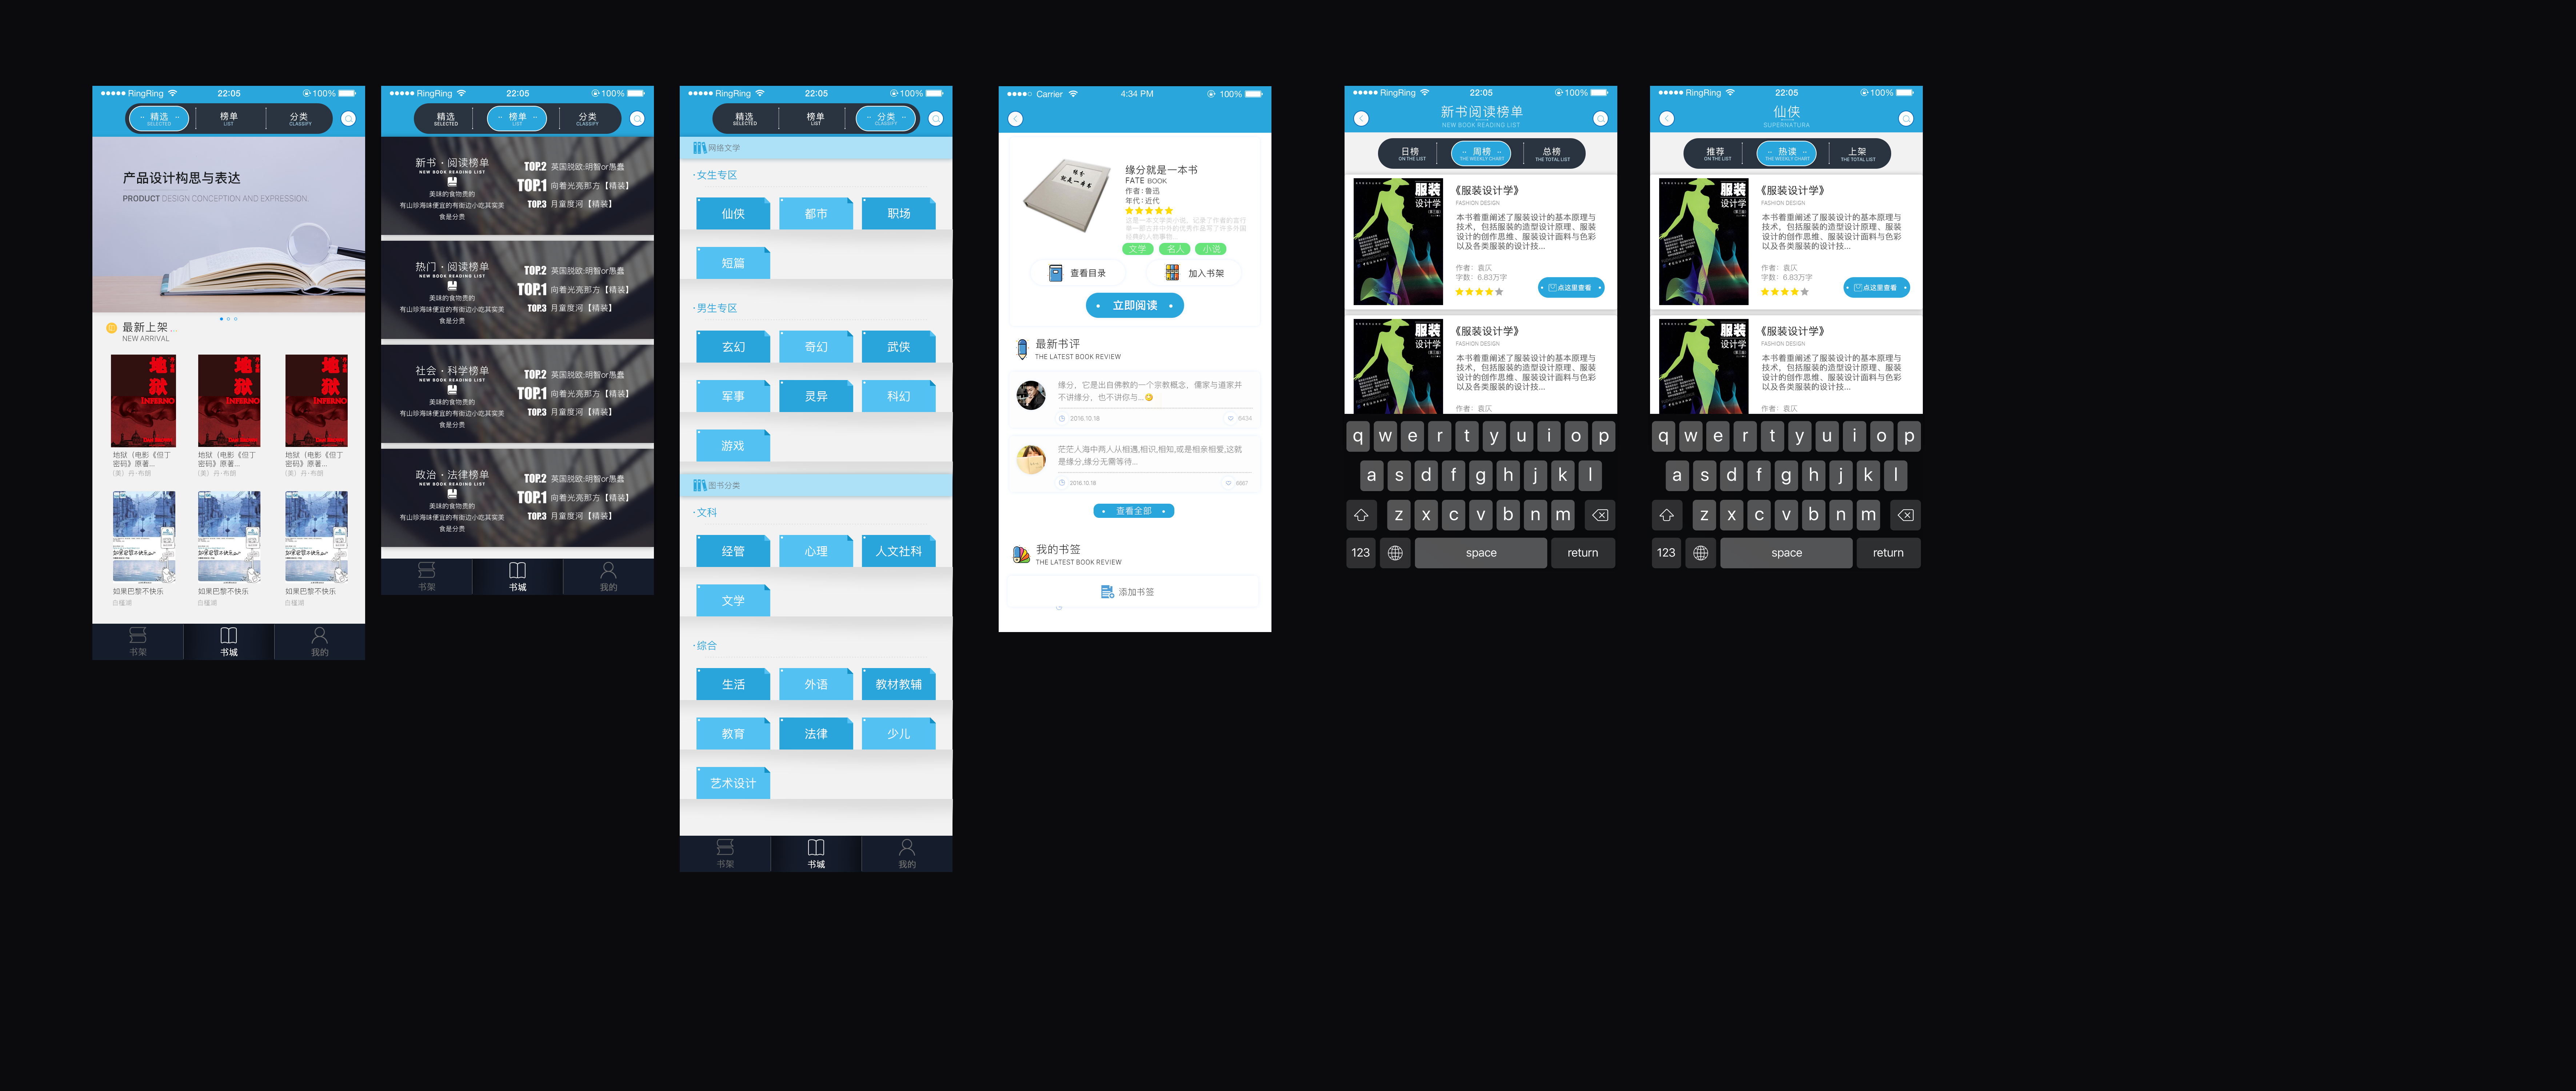 RingRing
22:05
100%
精选
SELECTED
榜单
LIST
分类
CLASSIFY
产品设计构思与表达
PRODUCT DESIGN CONCEPTION AND EXPRESSION
最新上架
NEW ARRIVAL
地狱（电影《但丁
密码》原著...
（美）丹·布朗
地狱（电影《但丁
密码》原著...
（美）丹·布朗
地狱（电影《但丁
密码》原著...
（美）丹·布朗
如果巴黎不快乐
白槿湖
如果巴黎不快乐
白槿湖
如果巴黎不快乐
白槿湖
书架
书城
我的
RingRing
22:05
100%
精选
SELECTED
榜单
LIST
分类
CLASSIFY
新书·阅读榜单
NEW BOOK READING LIST
美味的食物贵的
有山珍海味便宜的有街边小吃其实美
食是分贵
TOP.2 英国脱欧:明智or愚蠢
TOP.1 向着光亮那方【精装】
TOP.3 月童度河【精装】
热门·阅读榜单
NEW BOOK READING LIST
美味的食物贵的
有山珍海味便宜的有街边小吃其实美
食是分贵
TOP.2 英国脱欧:明智or愚蠢
TOP.1 向着光亮那方【精装】
TOP.3 月童度河【精装】
社会·科学榜单
NEW BOOK READING LIST
美味的食物贵的
有山珍海味便宜的有街边小吃其实美
食是分贵
TOP.2 英国脱欧:明智or愚蠢
TOP.1 向着光亮那方【精装】
TOP.3 月童度河【精装】
政治·法律榜单
NEW BOOK READING LIST
美味的食物贵的
有山珍海味便宜的有街边小吃其实美
食是分贵
TOP.2 英国脱欧:明智or愚蠢
TOP.1 向着光亮那方【精装】
TOP.3 月童度河【精装】
书架
书城
我的
RingRing
22:05
100%
精选
SELECTED
榜单
LIST
分类
CLASSIFY
网络文学
·女生专区
仙侠
都市
职场
短篇
·男生专区
玄幻
奇幻
武侠
军事
灵异
科幻
游戏
图书分类
·文科
经管
心理
人文社科
文学
·综合
生活
外语
教材教辅
教育
法律
少儿
艺术设计
书架
书城
我的
Carrier
4:34 PM
100%
缘分就是一本书
缘分就是一本书
FATE BOOK
作者:鲁迅
年代:近代
文学
名人
小说
查看目录
加入书架
立即阅读
最新书评
THE LATEST BOOK REVIEW
缘分，它是出自佛教的一个宗教概念，儒家与道家并
不讲缘分，也不讲你与...
2016.10.18
6434
茫茫人海中两人从相遇,相识,相知,或是相亲相爱,这就
是缘分;缘分无需等待...
2016.10.18
6667
查看全部
我的书签
THE LATEST BOOK REVIEW
添加书签
RingRing
22:05
100%
新书阅读榜单
NEW BOOK READING LIST
日榜
ON THE LIST
周榜
THE WEEKLY CHART
总榜
THE TOTAL LIST
服装
设计学
《服装设计学》
FASHION DESIGN
本书着重阐述了服装设计的基本原理与
技术，包括服装的造型设计原理、服装
设计的创作思维、服装设计面料与色彩
以及各类服装的设计技...
作者：袁仄
字数：6.83万字
点这里查看
服装
设计学
《服装设计学》
FASHION DESIGN
本书着重阐述了服装设计的基本原理与
技术，包括服装的造型设计原理、服装
设计的创作思维、服装设计面料与色彩
以及各类服装的设计技...
作者：袁仄
q w e r t y u i o p
a s d f g h j k l
z x c v b n m
123 space return
RingRing
22:05
100%
仙侠
SUPERNATURA
推荐
ON THE LIST
热读
THE WEEKLY CHART
上架
THE TOTAL LIST
服装
设计学
《服装设计学》
FASHION DESIGN
本书着重阐述了服装设计的基本原理与
技术，包括服装的造型设计原理、服装
设计的创作思维、服装设计面料与色彩
以及各类服装的设计技...
作者：袁仄
字数：6.83万字
点这里查看
服装
设计学
《服装设计学》
FASHION DESIGN
本书着重阐述了服装设计的基本原理与
技术，包括服装的造型设计原理、服装
设计的创作思维、服装设计面料与色彩
以及各类服装的设计技...
作者：袁仄
q w e r t y u i o p
a s d f g h j k l
z x c v b n m
123 space return